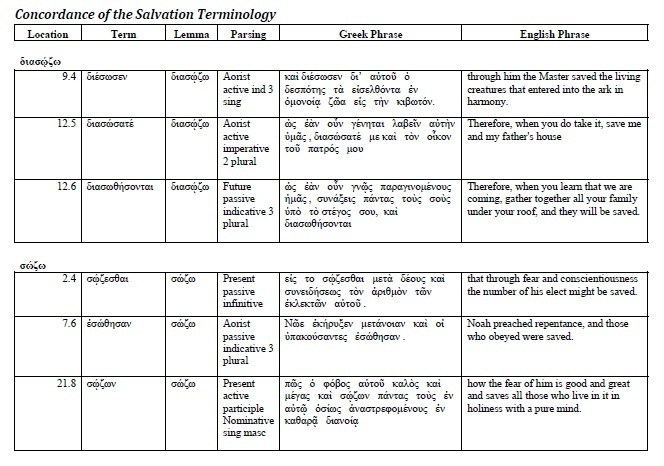 Concordance of the Salvation Terminology
Location Term Lemma Parsing Greek Phrase English Phrase
διασῴζω
9.4
διέσωσεν
διασῴζω
Aorist
active ind 3
sing
καὶ διέσωσεν δι᾽ αὐτοῦ ὁ
δεσπότης τὰ εἰσελθόντα ἐν
ὁμονοίᾳ ζῶα εἰς τὴν κιβωτόν.
through him the Master saved the living
creatures that entered into the ark in
harmony.
12.5
διασώσατέ
διασῴζω
Aorist
active
imperative
2 plural
ὡς ἐὰν οὖν γένηται λαβεῖν αὐτὴν
ὑμᾶς, διασώσατέ με καὶ τὸν οἶκον
τοῦ πατρός μου
Therefore, when you do take it, save me
and my father's house
12.6
διασωθήσονται
διασῴζω
Future
passive
indicative 3
plural
ὡς ἐὰν οὖν γνῷς παραγινομένους
ἡμᾶς, συνάξεις πάντας τοὺς σοὺς
ὑπὸ τὸ στέγος σου, καὶ
διασωθήσονται
Therefore, when you learn that we are
coming, gather together all your family
under your roof, and they will be saved.
σώζω
2.4
σῴζεσθαι
σώζω
Present
passive
infinitive
εἰς το σῴζεσθαι μετὰ δέους καὶ
συνειδήσεως τὸν ἀριθμὸν τῶν
ἐκλεκτῶν αὐτοῦ.
that through fear and conscientiousness
the number of his elect might be saved.
7.6
ἐσώθησαν
σώζω
Aorist
passive
indicative 3
plural
Νῶε ἐκήρυξεν μετάνοιαν καὶ οἱ
ὑπακούσαντες ἐσώθησαν.
Noah preached repentance, and those
who obeyed were saved.
21.8
σῴζων
σώζω
Present
active
participle
Nominative
sing masc
πῶς ὁ φόβος αὐτοῦ καλὸς καὶ
μέγας καὶ σῴζων πάντας τοὺς ἐν
αὐτῷ ὁσίως ἀναστρεφομένους ἐν
καθαρᾷ διανοίᾳ
how the fear of him is good and great
and saves all those who live in it in
holiness with a pure mind.